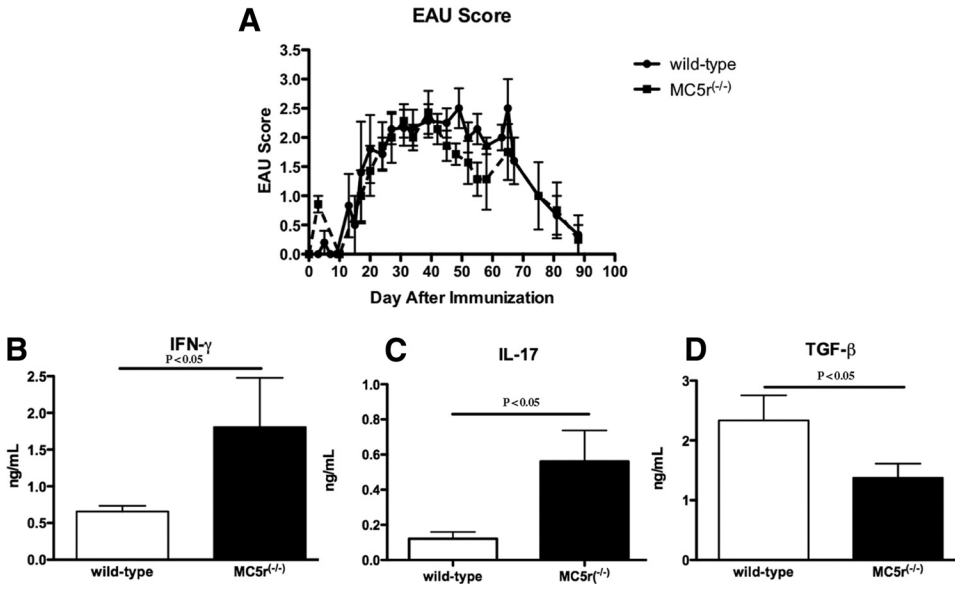 A
EAU Score
EAU Score
3.5
3.0
2.5
2.0
1.5
1.0
0.5
0.0
0 10 20 30 40 50 60 70 80 90 100
Day After Immunization
wild-type
MC5r(-/-)
B
IFN-γ
P < 0.05
ng/mL
2.5
2.0
1.5
1.0
0.5
0.0
wild-type MC5r(-/-)
C
IL-17
P < 0.05
ng/mL
1.0
0.8
0.6
0.4
0.2
0.0
wild-type MC5r(-/-)
D
TGF-β
P < 0.05
ng/mL
3
2
1
0
wild-type MC5r(-/-)